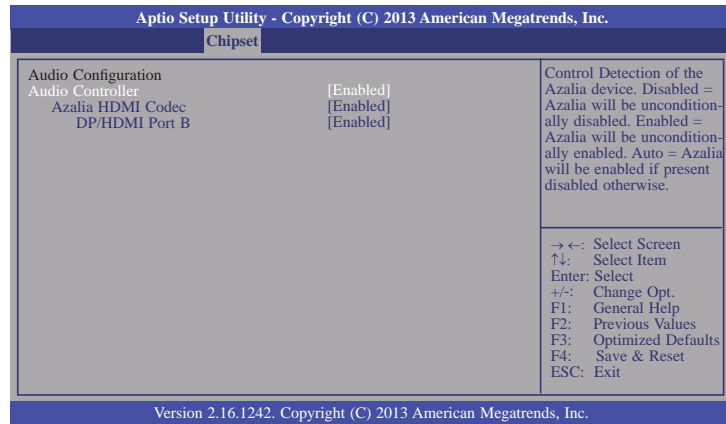 Aptio Setup Utility - Copyright (C) 2013 American Megatrends, Inc.
Chipset
Audio Configuration
Audio Controller [Enabled]
Azalia HDMI Codec [Enabled]
DP/HDMI Port B [Enabled]
Control Detection of the
Azalia device. Disabled =
Azalia will be uncondition-
ally disabled. Enabled =
Azalia will be uncondition-
ally enabled. Auto = Azalia
will be enabled if present
disabled otherwise.
→←: Select Screen
↑↓: Select Item
Enter: Select
+/-: Change Opt.
F1: General Help
F2: Previous Values
F3: Optimized Defaults
F4: Save & Reset
ESC: Exit
Version 2.16.1242. Copyright (C) 2013 American Megatrends, Inc.